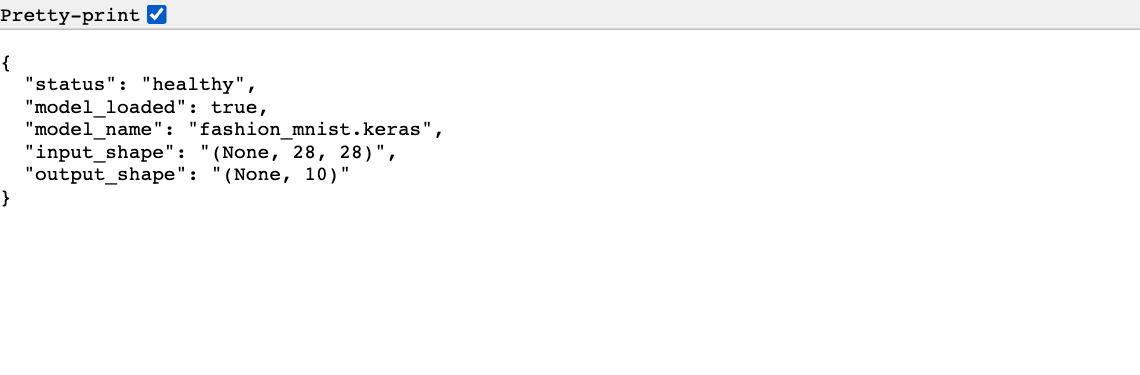 Pretty-print
{
  "status": "healthy",
  "model_loaded": true,
  "model_name": "fashion_mnist.keras",
  "input_shape": "(None, 28, 28)",
  "output_shape": "(None, 10)"
}